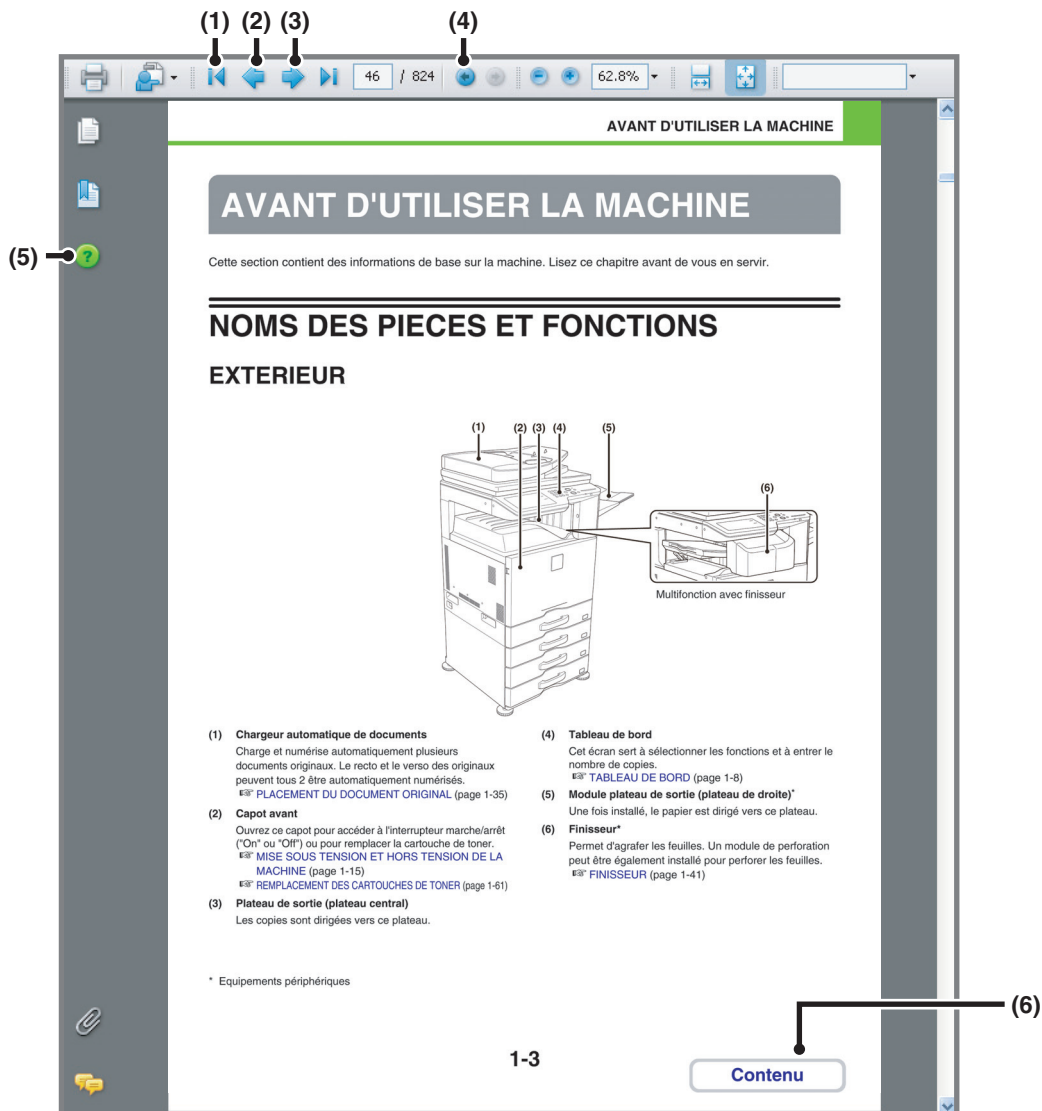 (1) (2) (3) (4)
46 / 824 62.8%
AVANT D'UTILISER LA MACHINE
AVANT D'UTILISER LA MACHINE
(5)
Cette section contient des informations de base sur la machine. Lisez ce chapitre avant de vous en servir.
NOMS DES PIECES ET FONCTIONS
EXTERIEUR
(1) (2) (3) (4) (5)
(6)
Multifonction avec finisseur
(1) Chargeur automatique de documents
Charge et numérise automatiquement plusieurs
documents originaux. Le recto et le verso des originaux
peuvent tous 2 être automatiquement numérisés.
☞ PLACEMENT DU DOCUMENT ORIGINAL (page 1-35)
(2) Capot avant
Ouvrez ce capot pour accéder à l'interrupteur marche/arrêt
("On" ou "Off") ou pour remplacer la cartouche de toner.
☞ MISE SOUS TENSION ET HORS TENSION DE LA
MACHINE (page 1-15)
☞ REMPLACEMENT DES CARTOUCHES DE TONER (page 1-61)
(3) Plateau de sortie (plateau central)
Les copies sont dirigées vers ce plateau.
(4) Tableau de bord
Cet écran sert à sélectionner les fonctions et à entrer le
nombre de copies.
☞ TABLEAU DE BORD (page 1-8)
(5) Module plateau de sortie (plateau de droite)*
Une fois installé, le papier est dirigé vers ce plateau.
(6) Finisseur*
Permet d'agrafer les feuilles. Un module de perforation
peut être également installé pour perforer les feuilles.
☞ FINISSEUR (page 1-41)
* Equipements périphériques
(6)
1-3
Contenu